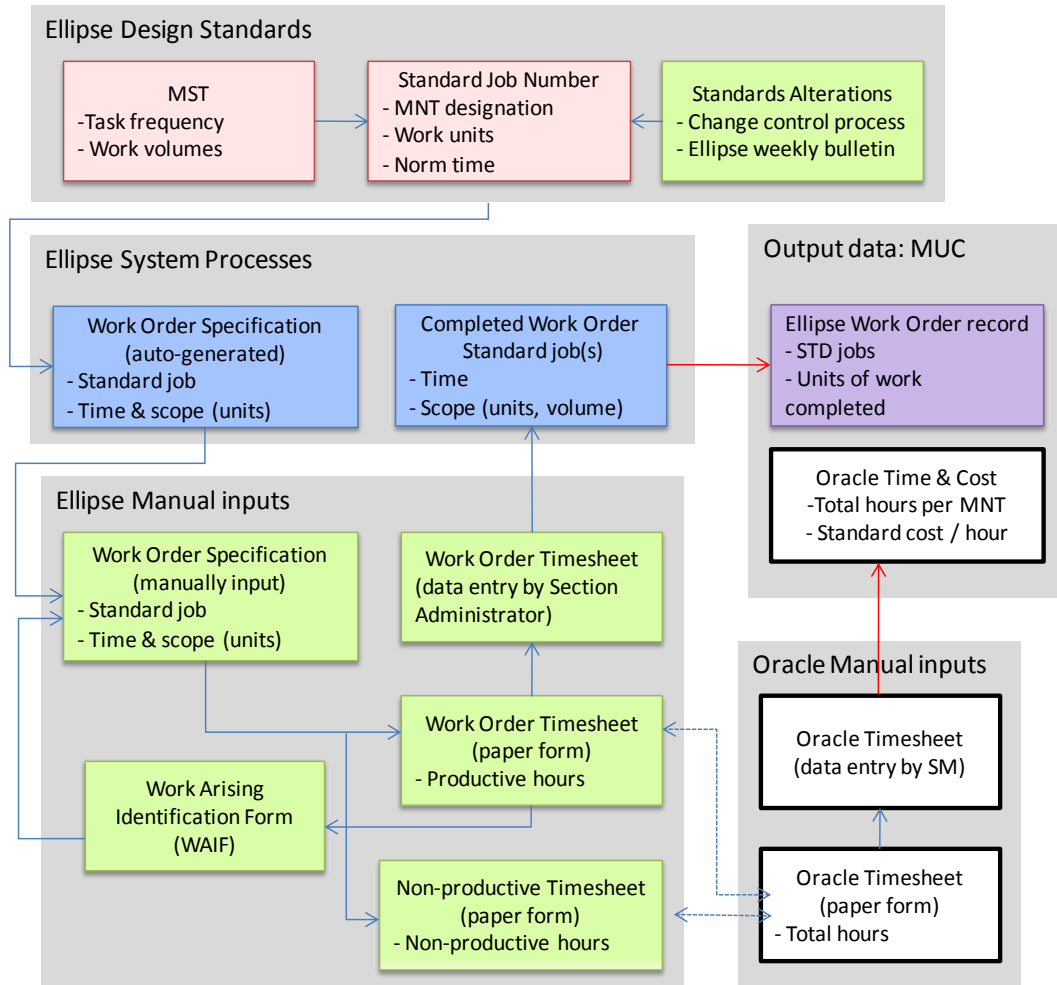 Ellipse Design Standards
MST
-Task frequency
- Work volumes
Standard Job Number
- MNT designation
- Work units
- Norm time
Standards Alterations
- Change control process
- Ellipse weekly bulletin
Ellipse System Processes
Work Order Specification
(auto-generated)
- Standard job
- Time & scope (units)
Completed Work Order
Standard job(s)
- Time
- Scope (units, volume)
Output data: MUC
Ellipse Work Order record
- STD jobs
- Units of work
completed
Oracle Time & Cost
-Total hours per MNT
- Standard cost / hour
Ellipse Manual inputs
Work Order Specification
(manually input)
- Standard job
- Time & scope (units)
Work Order Timesheet
(data entry by Section
Administrator)
Work Order Timesheet
(paper form)
- Productive hours
Work Arising
Identification Form
(WAIF)
Non-productive Timesheet
(paper form)
- Non-productive hours
Oracle Manual inputs
Oracle Timesheet
(data entry by SM)
Oracle Timesheet
(paper form)
- Total hours